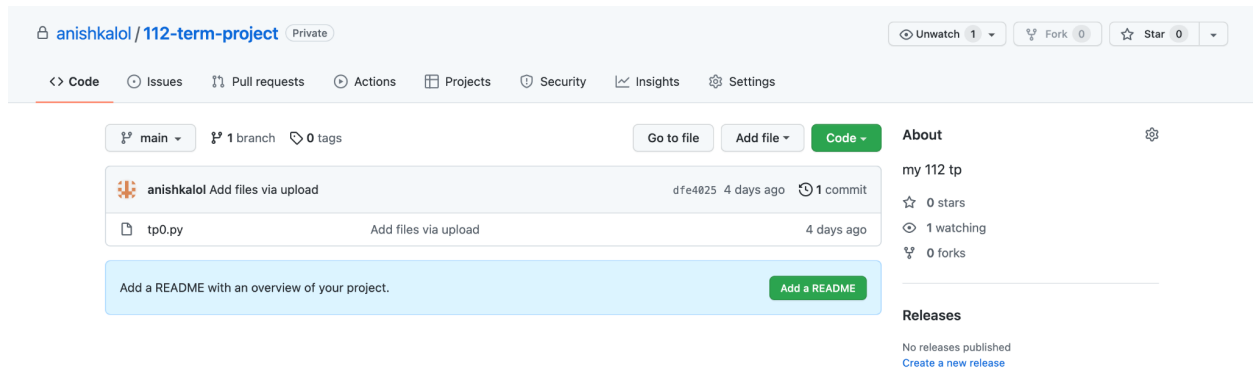 anishkalol / 112-term-project Private
Unwatch 1 Fork 0 Star 0
Code Issues Pull requests Actions Projects Security Insights Settings
main 1 branch 0 tags Go to file Add file Code
anishkalol Add files via upload dfe4025 4 days ago 1 commit
tp0.py Add files via upload 4 days ago
Add a README with an overview of your project. Add a README
About
my 112 tp
0 stars
1 watching
0 forks
Releases
No releases published
Create a new release